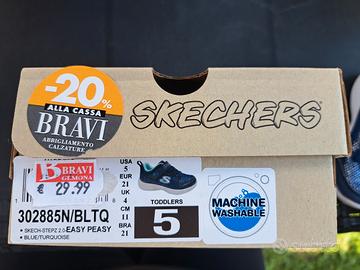 -20%
ALLA CASSA
BRAVI
ABBIGLIAMENTO
CALZATURE
SKECHERS
BRAVI
GEMONA
€ 29.99
302885N/BLTQ
• SKECH-STEPZ 2.0-EASY PEASY
• BLUE/TURQUOISE
USA
5
EUR
21
UK
4
CM
11
BRA
21
TODDLERS
5
MACHINE
WASHABLE
subito